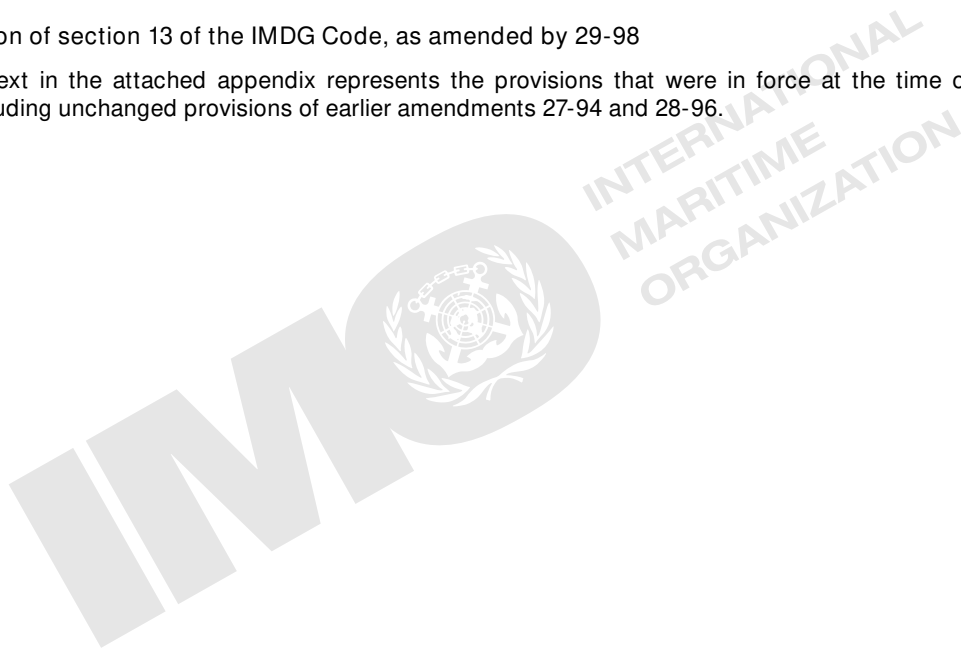 on of section 13 of the IMDG Code, as amended by 29-98
ext in the attached appendix represents the provisions that were in force at the time o
uding unchanged provisions of earlier amendments 27-94 and 28-96.
INTERNATIONAL
MARITIME
ORGANIZATION
IMO